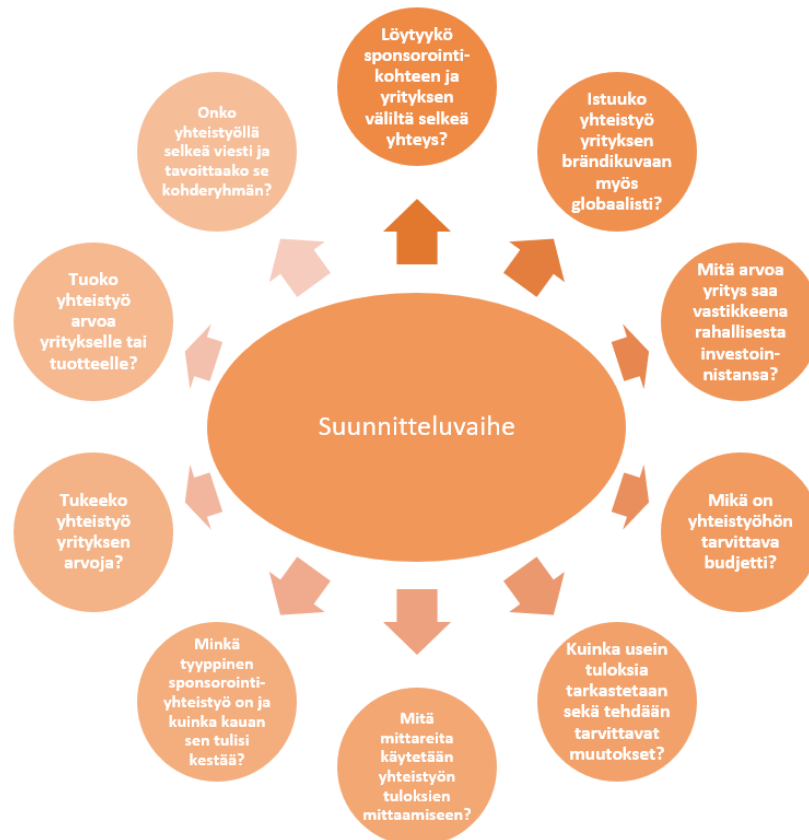 Löytyykö
sponsorointi-
kohteen ja
yrityksen
väliltä selkeä
yhteys?
Istuuko
yhteistyö
yrityksen
brändikuvaan
myös
globaalisti?
Mitä arvoa
yritys saa
vastikkeena
rahallisesta
investoin-
nistansa?
Mikä on
yhteistyöhön
tarvittava
budjetti?
Kuinka usein
tuloksia
tarkastetaan
sekä tehdään
tarvittavat
muutokset?
Mitä
mittareita
käytetään
yhteistyön
tuloksien
mittaamiseen?
Minkä
tyyppinen
sponsorointi-
yhteistyö on ja
kuinka kauan
sen tulisi
kestää?
Tukeeko
yhteistyö
yrityksen
arvoja?
Tuoko
yhteistyö
arvoa
yritykselle tai
tuotteelle?
Onko
yhteistyöllä
selkeä viesti ja
tavoittaako se
kohderyhmän?
Suunnitteluvaihe